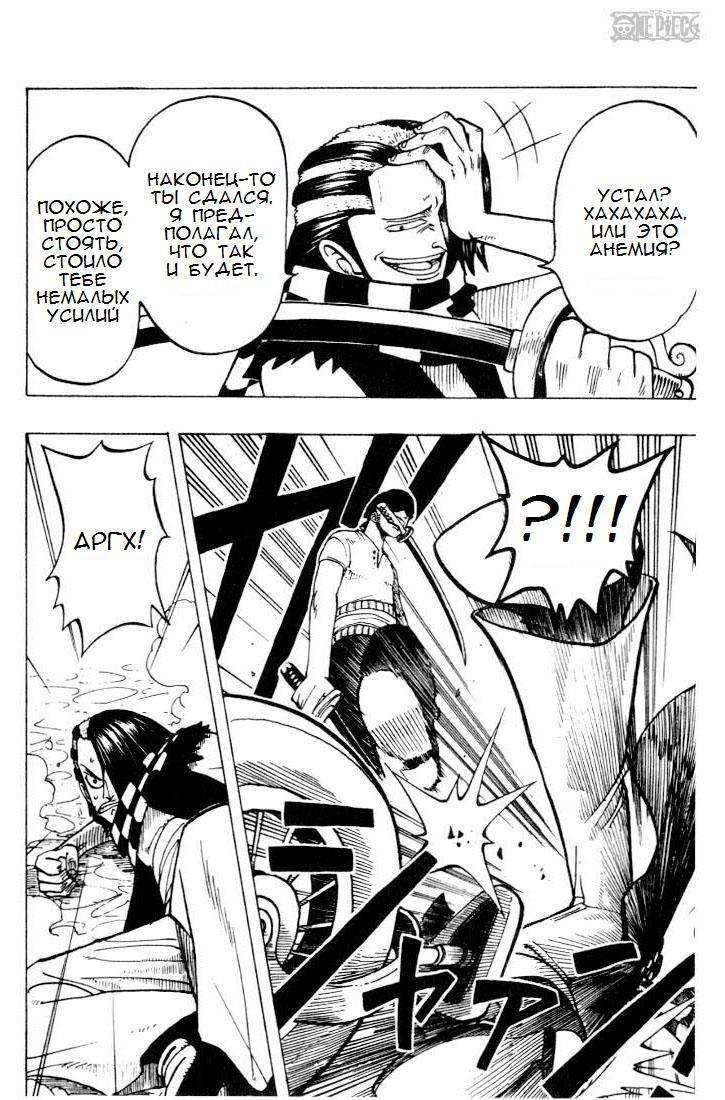 ONE PIECE
УСТАЛ?
ХАХАХАХА.
ИЛИ ЭТО
АНЕМИЯ?
НАКОНЕЦ-ТО
ТЫ СДАЛСЯ.
Я ПРЕД-
ПОЛАГАЛ,
ЧТО ТАК
И БУДЕТ.
ПОХОЖЕ,
ПРОСТО
СТОЯТЬ,
СТОИЛО
ТЕБЕ
НЕМАЛЫХ
УСИЛИЙ
?!!!
АРГХ!